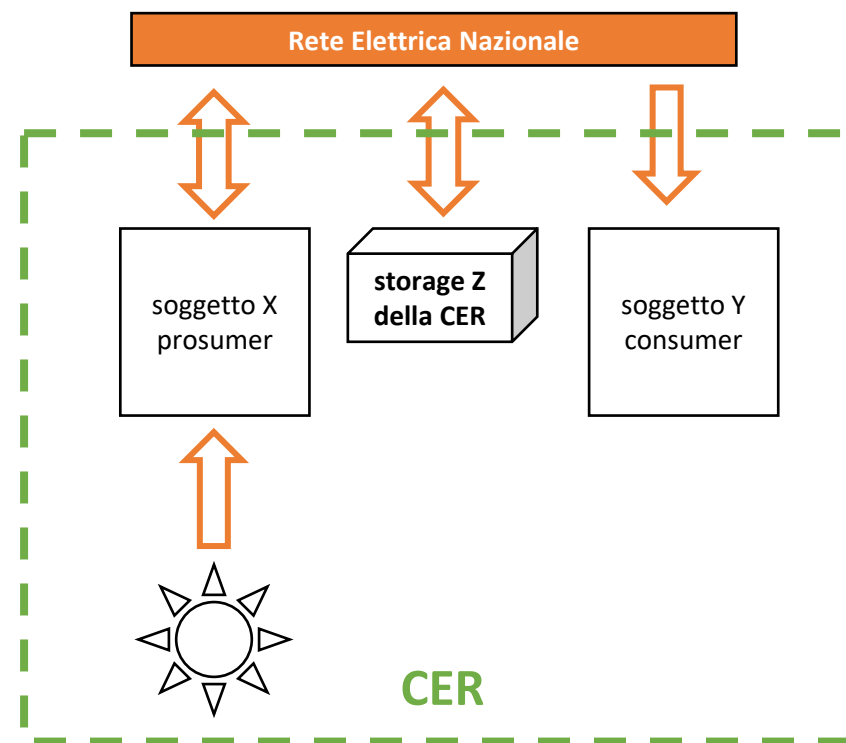 Rete Elettrica Nazionale
soggetto X
prosumer
storage Z
della CER
soggetto Y
consumer
CER